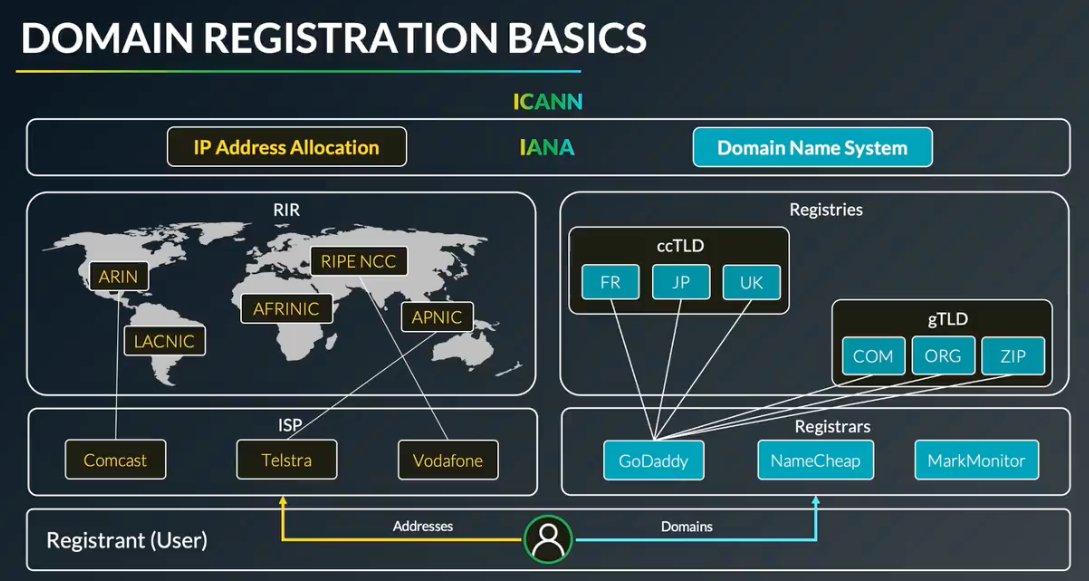 DOMAIN REGISTRATION BASICS
ICANN
IP Address Allocation
IANA
Domain Name System
RIR
ARIN
RIPE NCC
AFRINIC
APNIC
LACNIC
Registries
ccTLD
FR
JP
UK
gTLD
COM
ORG
ZIP
ISP
Comcast
Telstra
Vodafone
Registrars
GoDaddy
NameCheap
MarkMonitor
Registrant (User)
Addresses
Domains